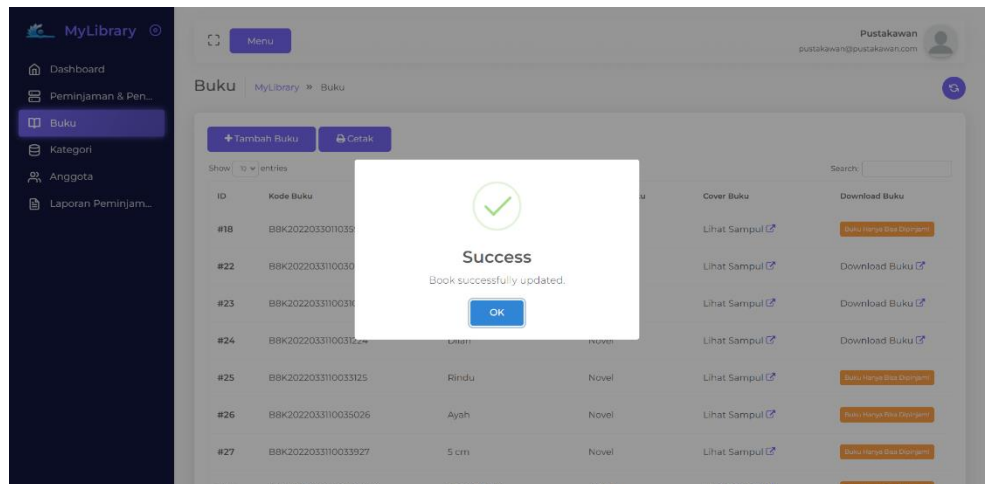 MyLibrary
Menu
Pustakawan
pustakawan@pustakawan.com
Dashboard
Peminjaman & Pen...
Buku
Kategori
Anggota
Laporan Peminjam...
Buku MyLibrary » Buku
+Tambah Buku Cetak
Show 10 entries Search:
ID Kode Buku Cover Buku Download Buku
#18 Lihat Sampul Buku Hanya Bisa Dipinjam!
#22 Lihat Sampul Download Buku
#23 Lihat Sampul Download Buku
#24 BBK2022033110031224 Dilan Novel Lihat Sampul Download Buku
#25 BBK2022033110033125 Rindu Novel Lihat Sampul Buku Hanya Bisa Dipinjam!
#26 BBK2022033110035026 Ayah Novel Lihat Sampul Buku Hanya Bisa Dipinjam!
#27 BBK2022033110033927 5 cm Novel Lihat Sampul Buku Hanya Bisa Dipinjam!
Success
Book successfully updated.
OK